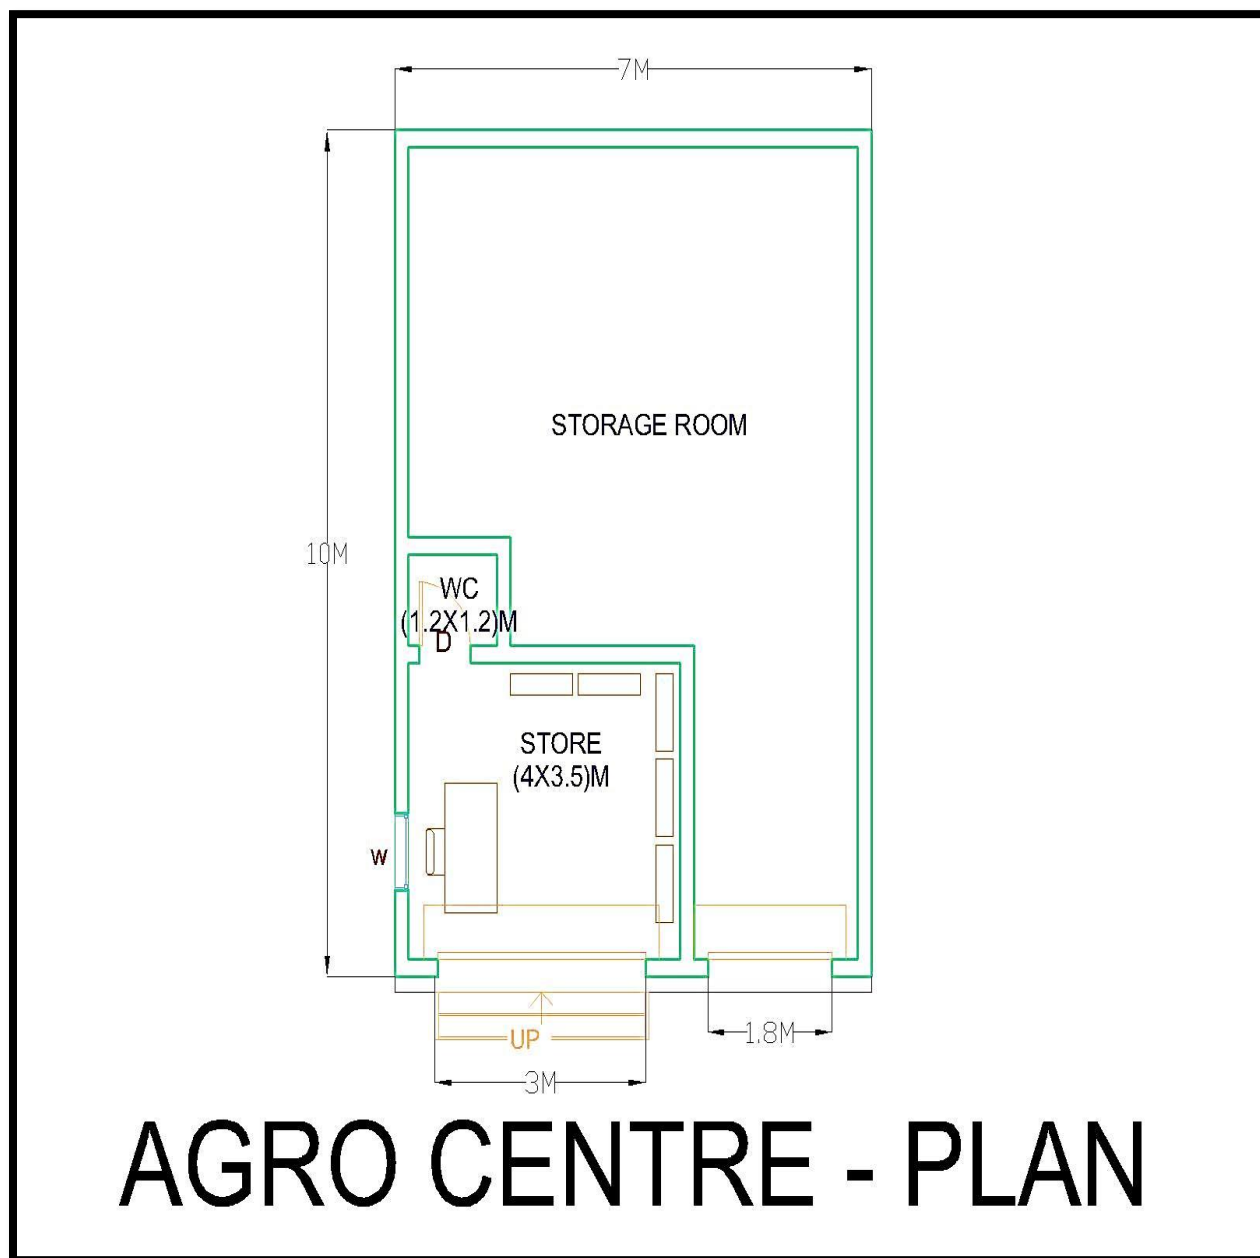 7M
STORAGE ROOM
10M
WC
(1.2X1.2)M
D
STORE
(4X3.5)M
W
UP
1.8M
3M
AGRO CENTRE - PLAN